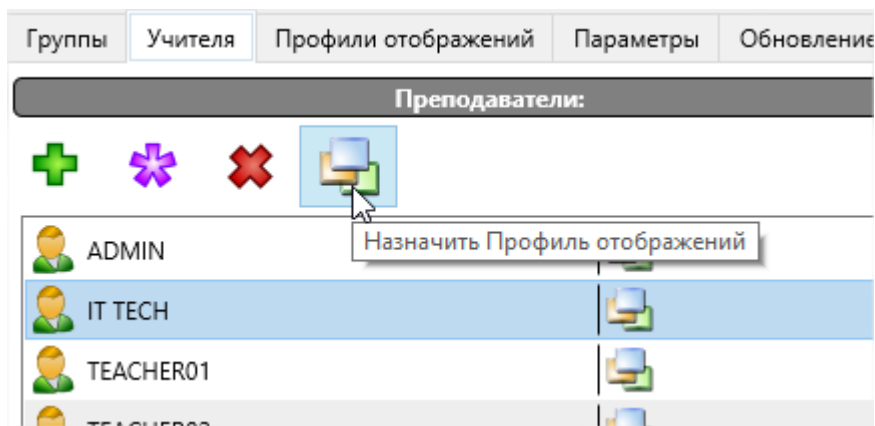 Группы Учителя Профили отображений Параметры Обновление
Преподаватели:
Назначить Профиль отображений
ADMIN
IT TECH
TEACHER01